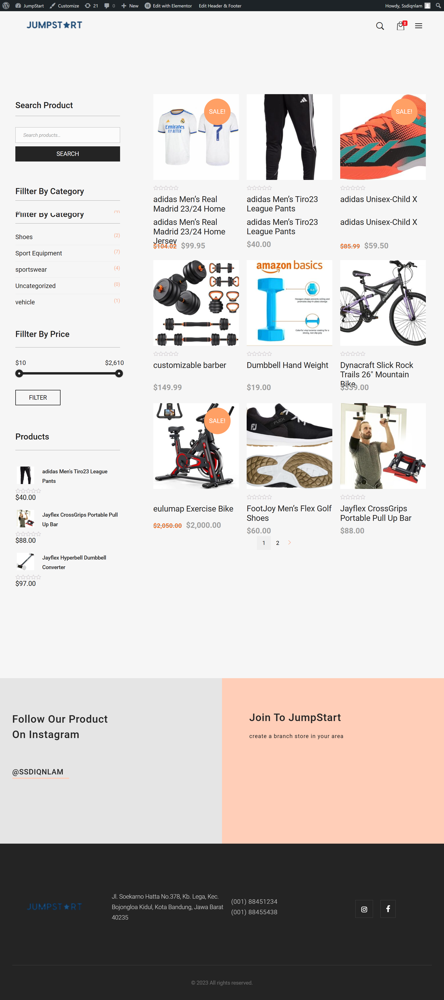 JumpStart Customize 21 0 New Edit with Elementor Edit Header & Footer Howdy, Ssdiqnlam
JUMPST★RT
2
Search Product
Search products…
SEARCH
Fillter By Category
Fillter By Category
(2)
Shoes (2)
Sport Equipment (7)
sportswear (4)
Uncategorized (0)
vehicle (1)
Fillter By Price
$10 $2,610
FILTER
Products
adidas Men's Tiro23 League
Pants
$40.00
Jayflex CrossGrips Portable Pull
Up Bar
$88.00
Jayflex Hyperbell Dumbbell
Converter
$97.00
SALE!
Emirates
FLY BETTER
7
adidas Men’s Real
Madrid 23/24 Home
adidas Men’s Real
Madrid 23/24 Home
Jersey
$104.02 $99.95
adidas Men’s Tiro23
League Pants
adidas Men’s Tiro23
League Pants
$40.00
SALE!
adidas Unisex-Child X
adidas Unisex-Child X
$85.99 $59.50
customizable barber
$149.99
amazon basics
5LB
Hexagon-shape prevents rolling and
promotes stay-in-place storage
Colorful vinyl exterior coating for a
strong, non slip grip
Dumbbell Hand Weight
$19.00
DYNACRAFT
Dynacraft Slick Rock
Trails 26" Mountain
Bike
$339.00
SALE!
eulumap Exercise Bike
$2,050.00 $2,000.00
FJ
FLEX
FootJoy Men’s Flex Golf
Shoes
$60.00
Jayflex CrossGrips
Portable Pull Up Bar
$88.00
1 2
Follow Our Product
On Instagram
@SSDIQNLAM
Join To JumpStart
create a branch store in your area
JUMPST★RT
Jl. Soekarno Hatta No.378, Kb. Lega, Kec.
Bojongloa Kidul, Kota Bandung, Jawa Barat
40235
(001) 88451234
(001) 88455438
© 2023 All rights reserved.